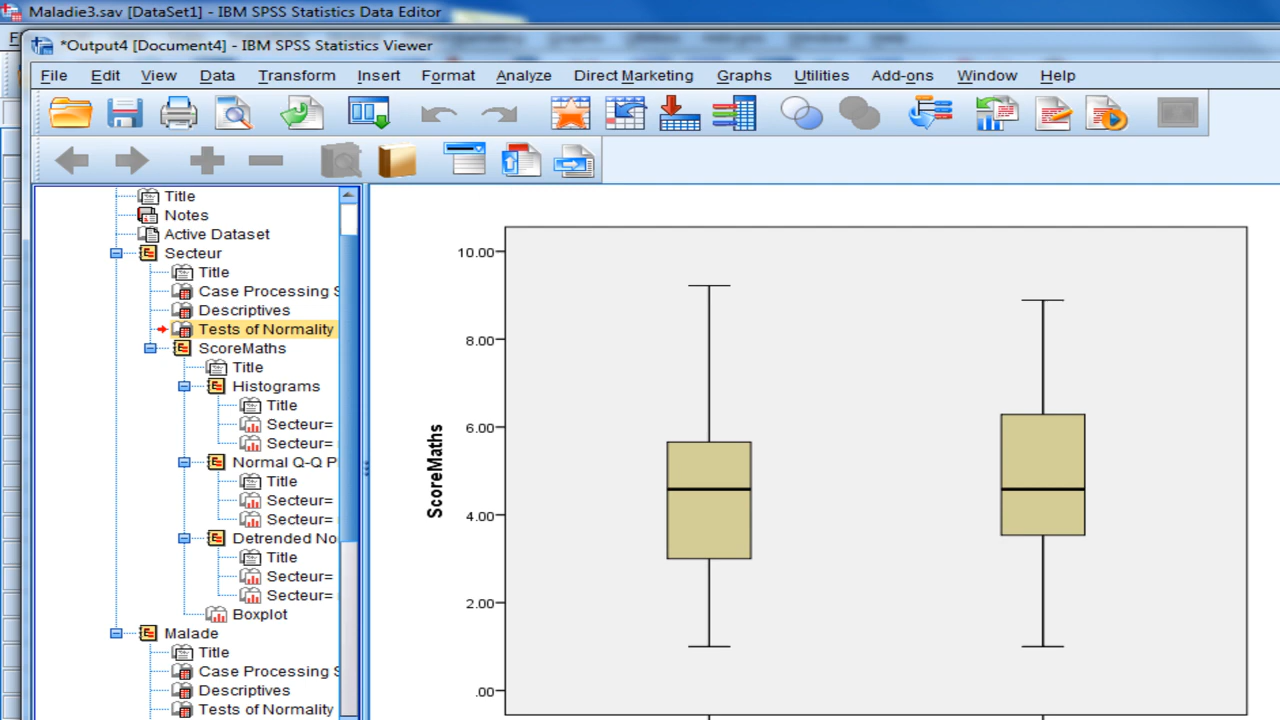 Maladie3.sav [DataSet1] - IBM SPSS Statistics Data Editor
*Output4 [Document4] - IBM SPSS Statistics Viewer
File Edit View Data Transform Insert Format Analyze Direct Marketing Graphs Utilities Add-ons Window Help
Title
Notes
Active Dataset
Secteur
Title
Case Processing S
Descriptives
Tests of Normality
ScoreMaths
Title
Histograms
Title
Secteur=
Secteur=
Normal Q-Q P
Title
Secteur=
Secteur=
Detrended No
Title
Secteur=
Secteur=
Boxplot
Malade
Title
Case Processing S
Descriptives
Tests of Normality
ScoreMaths
10.00
8.00
6.00
4.00
2.00
.00